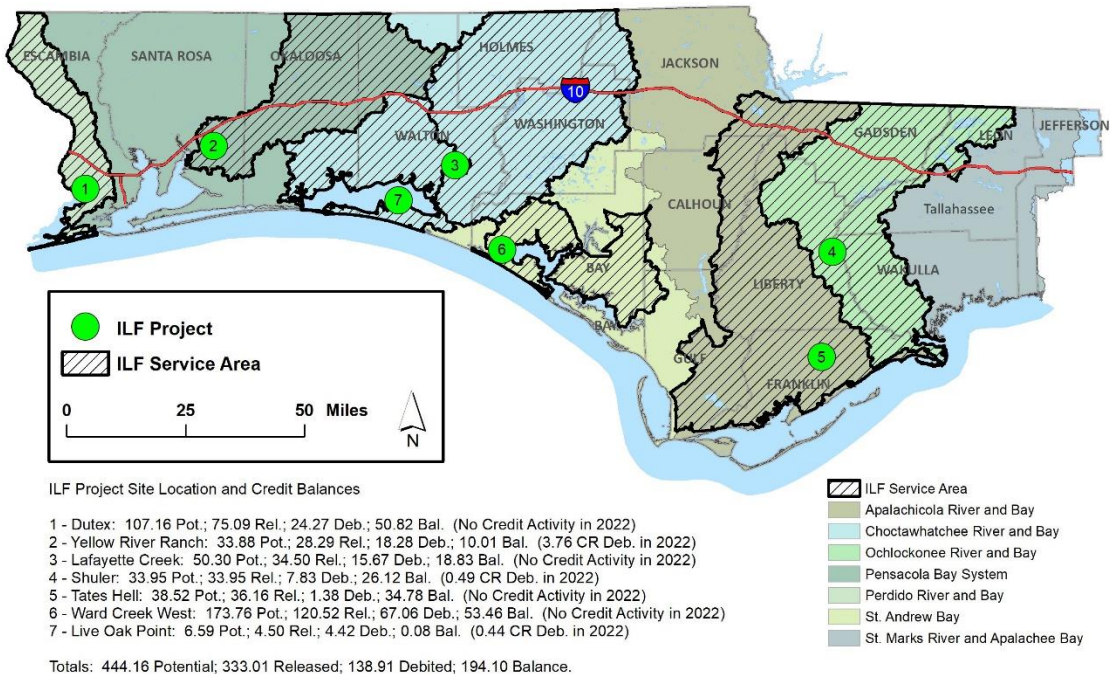 ESCAMBIA
SANTA ROSA
OKALOOSA
HOLMES
JACKSON
10
WALTON
WASHINGTON
GADSDEN
LEON
JEFFERSON
2
3
1
7
CALHOUN
Tallahassee
6
BAY
4
WAKULLA
LIBERTY
BAY
GULF
5
FRANKLIN
ILF Project
ILF Service Area
0 25 50 Miles
N
ILF Project Site Location and Credit Balances
1 - Dutex: 107.16 Pot.; 75.09 Rel.; 24.27 Deb.; 50.82 Bal. (No Credit Activity in 2022)
2 - Yellow River Ranch: 33.88 Pot.; 28.29 Rel.; 18.28 Deb.; 10.01 Bal. (3.76 CR Deb. in 2022)
3 - Lafayette Creek: 50.30 Pot.; 34.50 Rel.; 15.67 Deb.; 18.83 Bal. (No Credit Activity in 2022)
4 - Shuler: 33.95 Pot.; 33.95 Rel.; 7.83 Deb.; 26.12 Bal. (0.49 CR Deb. in 2022)
5 - Tates Hell: 38.52 Pot.; 36.16 Rel.; 1.38 Deb.; 34.78 Bal. (No Credit Activity in 2022)
6 - Ward Creek West: 173.76 Pot.; 120.52 Rel.; 67.06 Deb.; 53.46 Bal. (No Credit Activity in 2022)
7 - Live Oak Point: 6.59 Pot.; 4.50 Rel.; 4.42 Deb.; 0.08 Bal. (0.44 CR Deb. in 2022)
Totals: 444.16 Potential; 333.01 Released; 138.91 Debited; 194.10 Balance.
ILF Service Area
Apalachicola River and Bay
Choctawhatchee River and Bay
Ochlockonee River and Bay
Pensacola Bay System
Perdido River and Bay
St. Andrew Bay
St. Marks River and Apalachee Bay